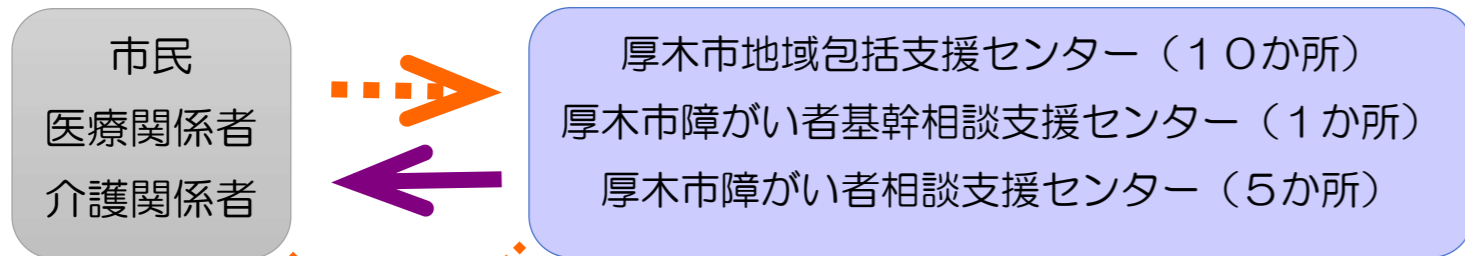 市民
医療関係者
介護関係者
厚木市地域包括支援センター（１０か所）
厚木市障がい者基幹相談支援センター（１か所）
厚木市障がい者相談支援センター（５か所）